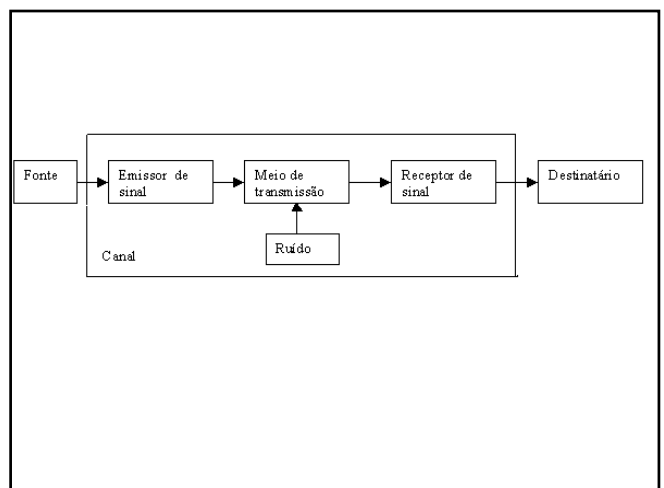 Fonte
Emissor de
sinal
Meio de
transmissão
Receptor de
sinal
Destinatário
Ruído
Canal